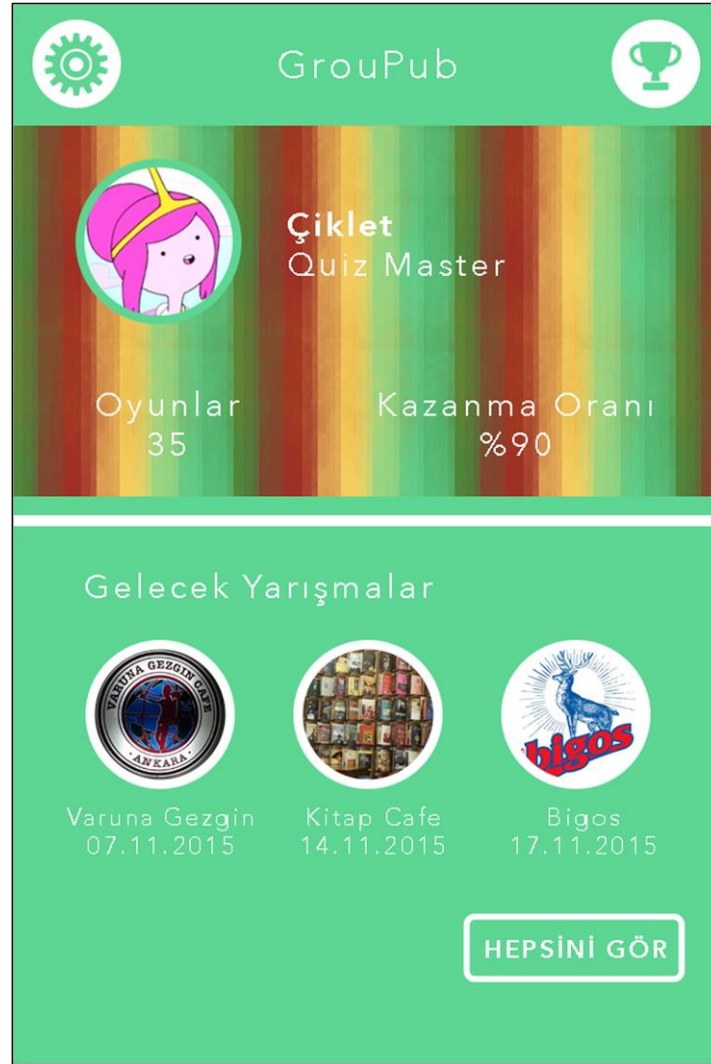 GrouPub
Çiklet
Quiz Master
Oyunlar
35
Kazanma Oranı
%90
Gelecek Yarışmalar
VARUNA GEZGIN CAFE
· ANKARA ·
Varuna Gezgin
07.11.2015
Kitap Cafe
14.11.2015
bigos
Bigos
17.11.2015
HEPSİNİ GÖR